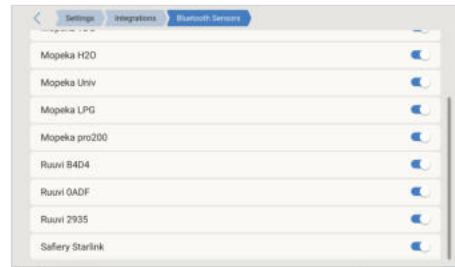 Settings Integrations Bluetooth Sensors
Mopeka H2O
Mopeka Univ
Mopeka LPG
Mopeka pro200
Ruuvi B4D4
Ruuvi 0ADF
Ruuvi 2935
Safiery Starlink